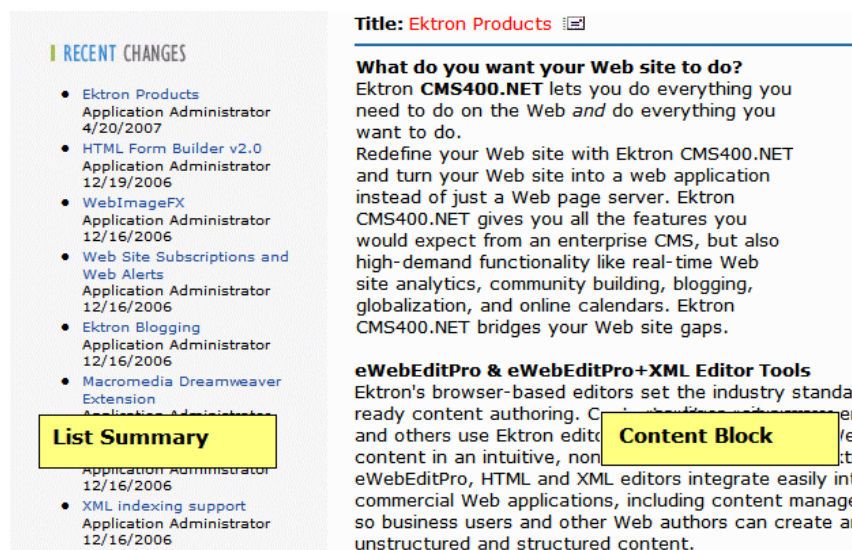 RECENT CHANGES
Ektron Products
Application Administrator
4/20/2007
HTML Form Builder v2.0
Application Administrator
12/19/2006
WebImageFX
Application Administrator
12/16/2006
Web Site Subscriptions and
Web Alerts
Application Administrator
12/16/2006
Ektron Blogging
Application Administrator
12/16/2006
Macromedia Dreamweaver
Extension
Application Administrator
List Summary
Application Administrator
12/16/2006
XML indexing support
Application Administrator
12/16/2006
Title: Ektron Products
What do you want your Web site to do?
Ektron CMS400.NET lets you do everything you
need to do on the Web and do everything you
want to do.
Redefine your Web site with Ektron CMS400.NET
and turn your Web site into a web application
instead of just a Web page server. Ektron
CMS400.NET gives you all the features you
would expect from an enterprise CMS, but also
high-demand functionality like real-time Web
site analytics, community building, blogging,
globalization, and online calendars. Ektron
CMS400.NET bridges your Web site gaps.
eWebEditPro & eWebEditPro+XML Editor Tools
Ektron's browser-based editors set the industry standa
ready content authoring.
and others use Ektron
Content Block
content in an intuitive,
eWebEditPro, HTML and XML editors integrate easily in
commercial Web applications, including content manage
so business users and other Web authors can create a
unstructured and structured content.